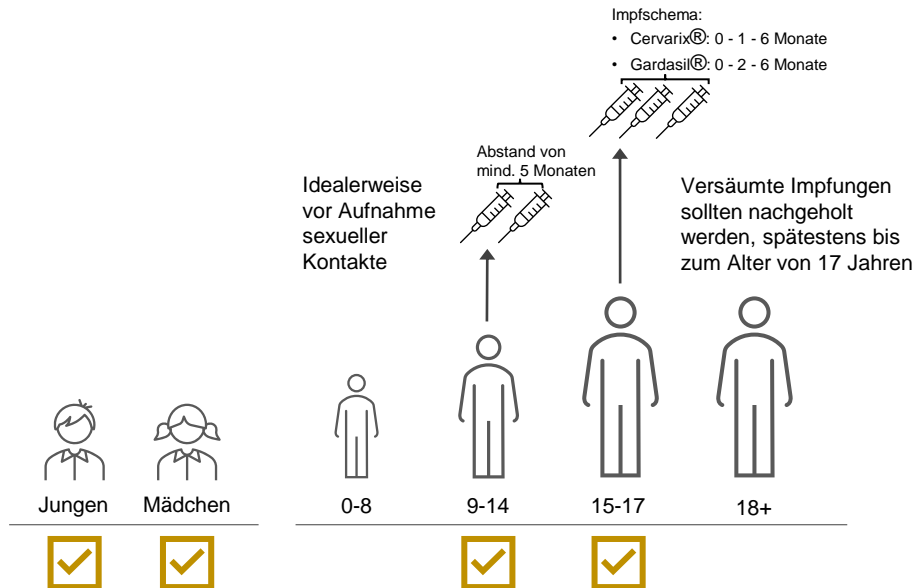 Impfschema:
• Cervarix®: 0 - 1 - 6 Monate
• Gardasil®: 0 - 2 - 6 Monate
Abstand von
mind. 5 Monaten
Idealerweise
vor Aufnahme
sexueller
Kontakte
Versäumte Impfungen
sollten nachgeholt
werden, spätestens bis
zum Alter von 17 Jahren
Jungen
Mädchen
0-8
9-14
15-17
18+